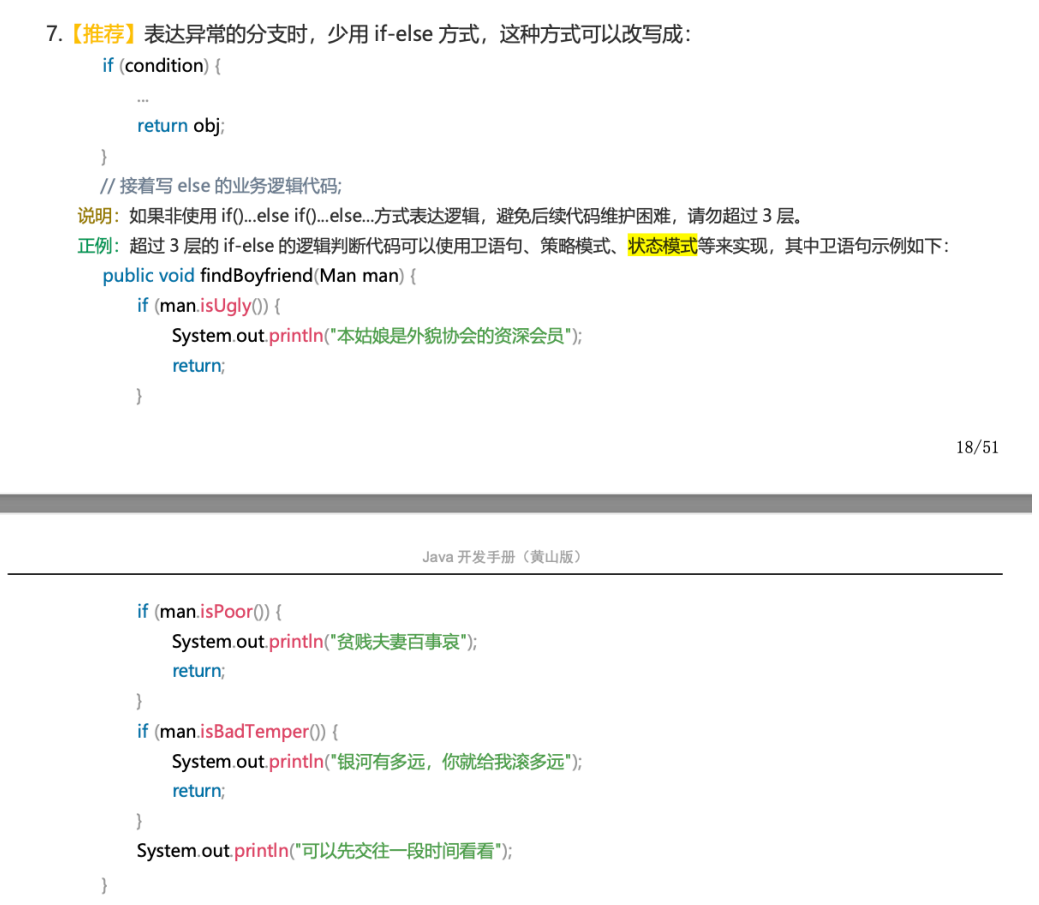 7.【推荐】表达异常的分支时，少用 if-else 方式，这种方式可以改写成：
if (condition) {
...
return obj;
}
// 接着写 else 的业务逻辑代码;
说明：如果非使用 if()...else if()...else...方式表达逻辑，避免后续代码维护困难，请勿超过 3 层。
正例：超过 3 层的 if-else 的逻辑判断代码可以使用卫语句、策略模式、状态模式等来实现，其中卫语句示例如下：
public void findBoyfriend(Man man) {
if (man.isUgly()) {
System.out.println("本姑娘是外貌协会的资深会员");
return;
}
18/51
Java 开发手册（黄山版）
if (man.isPoor()) {
System.out.println("贫贱夫妻百事哀");
return;
}
if (man.isBadTemper()) {
System.out.println("银河有多远，你就给我滚多远");
return;
}
System.out.println("可以先交往一段时间看看");
}